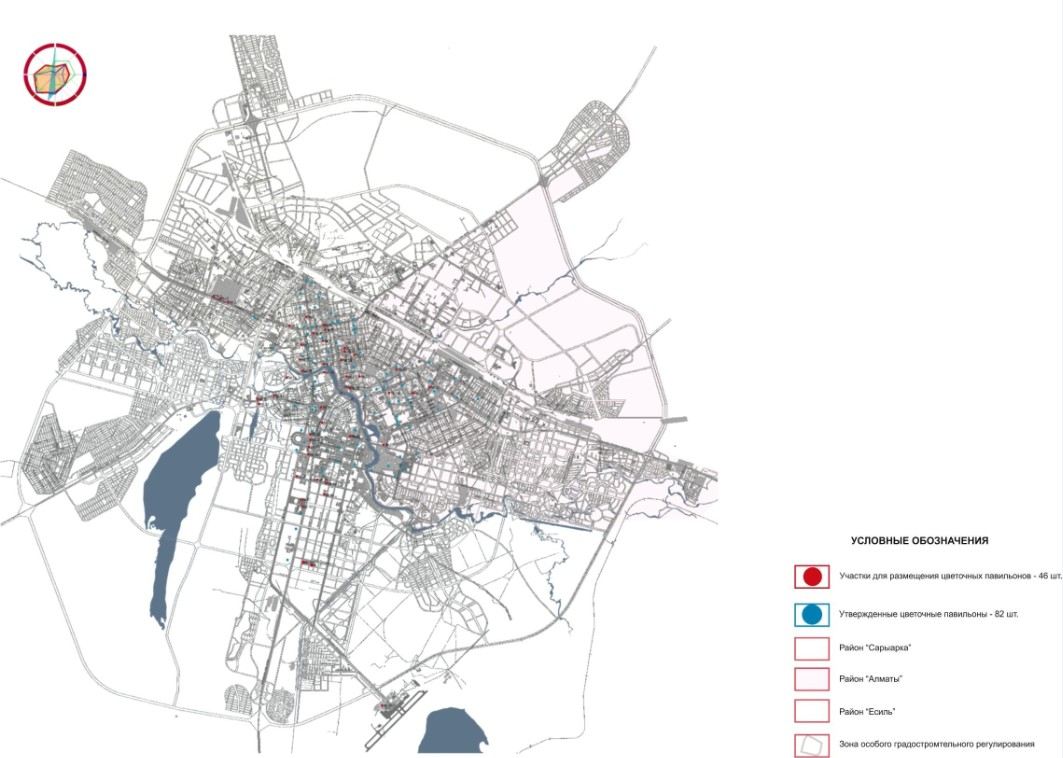 УСЛОВНЫЕ ОБОЗНАЧЕНИЯ
Участки для размещения цветочных павильонов - 46 шт.
Утвержденные цветочные павильоны - 82 шт.
Район "Сарыарка"
Район "Алматы"
Район "Есиль"
Зона особого градостромтельного регулирования